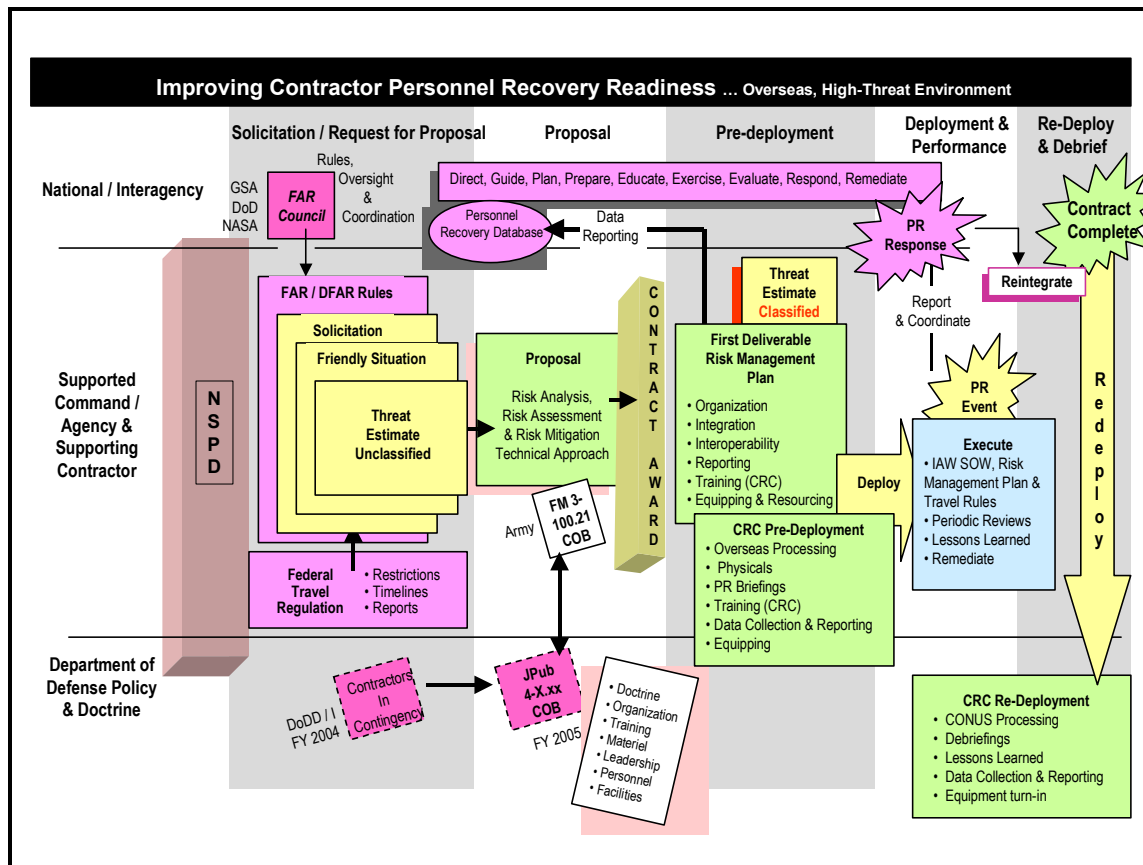 Improving Contractor Personnel Recovery Readiness ... Overseas, High-Threat Environment
Solicitation / Request for Proposal
Proposal
Pre-deployment
Deployment &
Performance
Re-Deploy
& Debrief
National / Interagency
GSA
DoD
NASA
FAR
Council
Rules,
Oversight
&
Coordination
Direct, Guide, Plan, Prepare, Educate, Exercise, Evaluate, Respond, Remediate
Personnel
Recovery Database
Data
Reporting
PR
Response
Contract
Complete
Reintegrate
Supported
Command /
Agency &
Supporting
Contractor
N
S
P
D
FAR / DFAR Rules
Solicitation
Friendly Situation
Threat
Estimate
Unclassified
Federal
Travel
Regulation
• Restrictions
• Timelines
• Reports
Proposal
Risk Analysis,
Risk Assessment
& Risk Mitigation
Technical Approach
Army
FM 3-
100.21
COB
C
O
N
T
R
A
C
T
A
W
A
R
D
Threat
Estimate
Classified
First Deliverable
Risk Management
Plan
• Organization
• Integration
• Interoperability
• Reporting
• Training (CRC)
• Equipping & Resourcing
CRC Pre-Deployment
• Overseas Processing
• Physicals
• PR Briefings
• Training (CRC)
• Data Collection & Reporting
• Equipping
Deploy
Report
& Coordinate
PR
Event
Execute
• IAW SOW, Risk
Management Plan &
Travel Rules
• Periodic Reviews
• Lessons Learned
• Remediate
R
e
d
e
p
l
o
y
Department of
Defense Policy
& Doctrine
DoDD / I
FY 2004
Contractors
In
Contingency
JPub
4-X.xx
COB
FY 2005
• Doctrine
• Organization
• Training
• Materiel
• Leadership
• Personnel
• Facilities
CRC Re-Deployment
• CONUS Processing
• Debriefings
• Lessons Learned
• Data Collection & Reporting
• Equipment turn-in